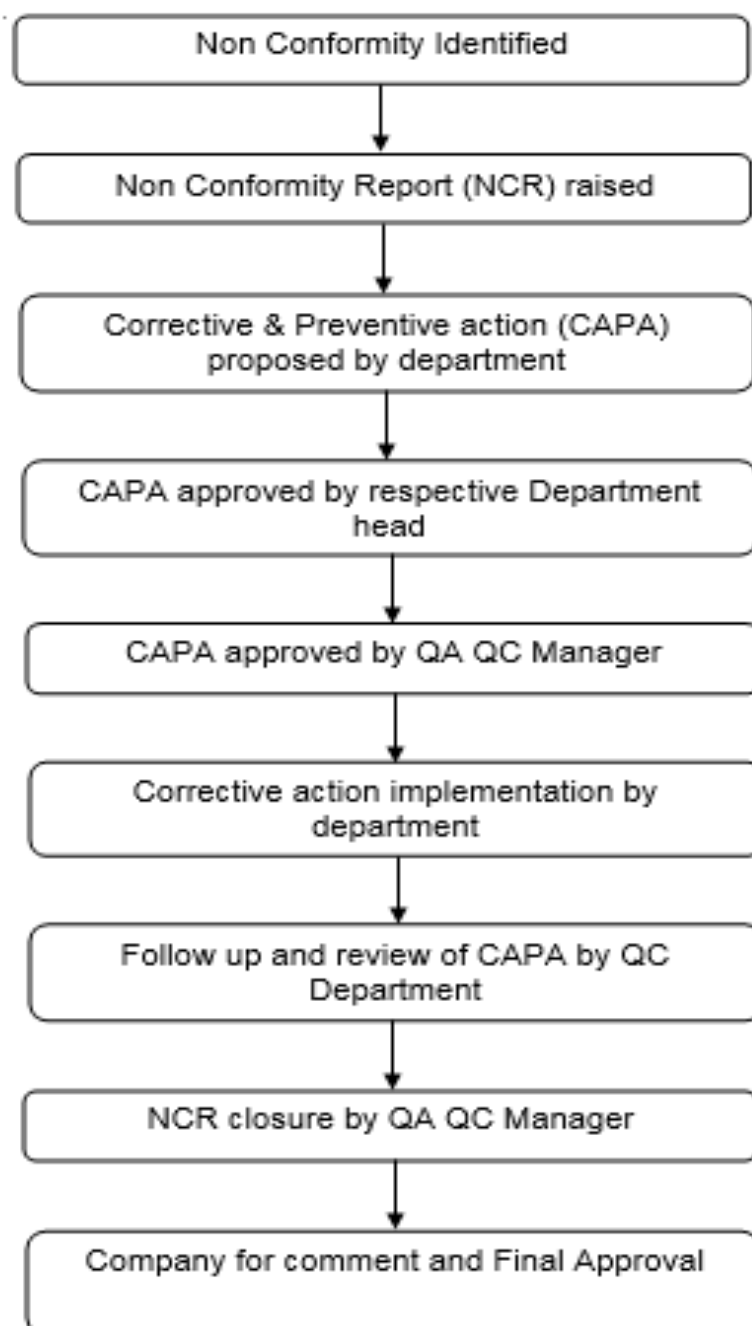 Non Conformity Identified
Non Conformity Report (NCR) raised
Corrective & Preventive action (CAPA)
proposed by department
CAPA approved by respective Department
head
CAPA approved by QA QC Manager
Corrective action implementation by
department
Follow up and review of CAPA by QC
Department
NCR closure by QA QC Manager
Company for comment and Final Approval